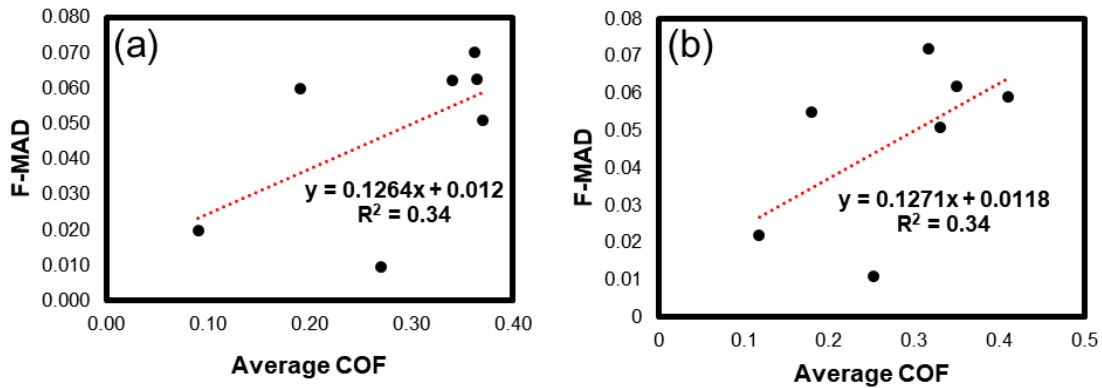 (a)
0.080
0.070
0.060
0.050
0.040
0.030
0.020
0.010
0.000
F-MAD
y = 0.1264x + 0.012
R² = 0.34
0.00 0.10 0.20 0.30 0.40
Average COF
(b)
0.08
0.07
0.06
0.05
0.04
0.03
0.02
0.01
0
F-MAD
y = 0.1271x + 0.0118
R² = 0.34
0 0.1 0.2 0.3 0.4 0.5
Average COF